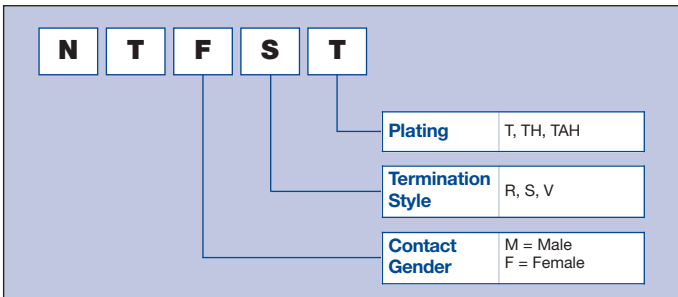 N T F S T
Plating T, TH, TAH
Termination
Style
R, S, V
Contact
Gender
M = Male
F = Female